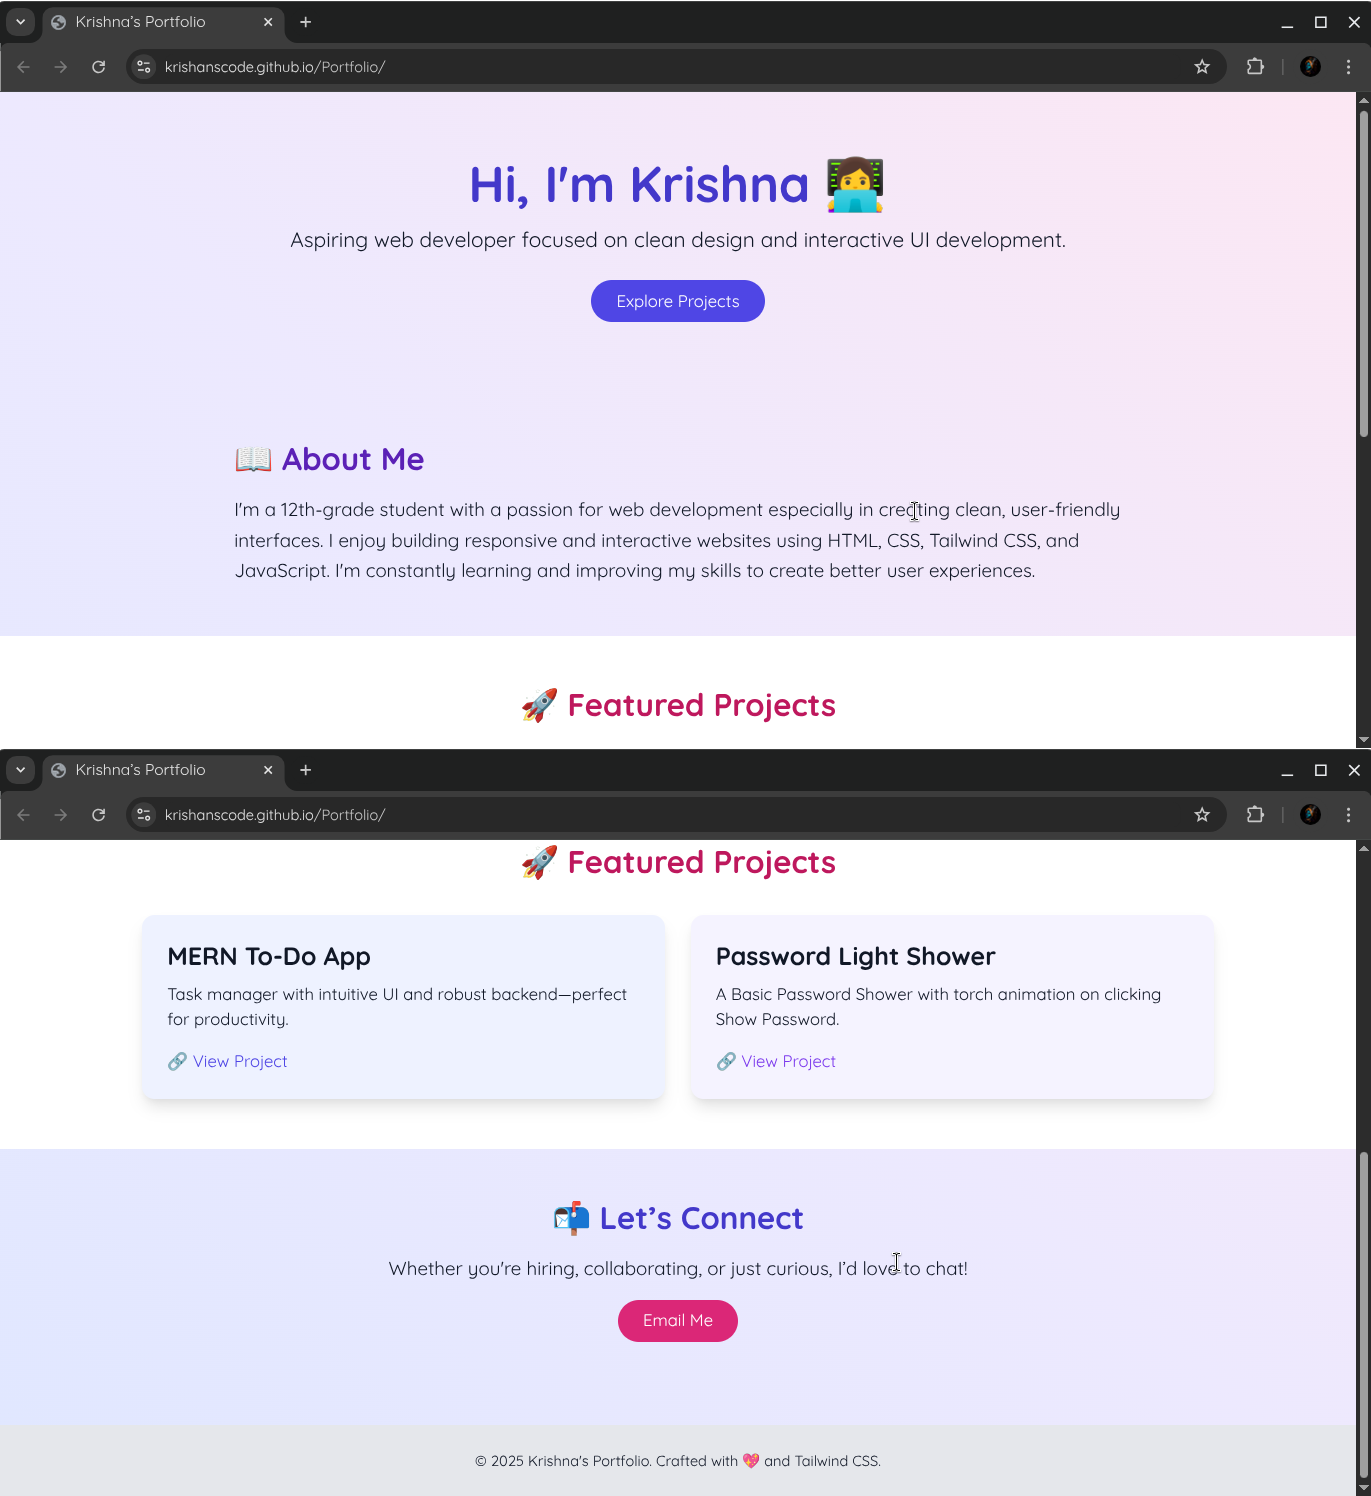 Krishna's Portfolio
krishanscode.github.io/Portfolio/
Hi, I'm Krishna
Aspiring web developer focused on clean design and interactive UI development.
Explore Projects
About Me
I'm a 12th-grade student with a passion for web development especially in creating clean, user-friendly
interfaces. I enjoy building responsive and interactive websites using HTML, CSS, Tailwind CSS, and
JavaScript. I'm constantly learning and improving my skills to create better user experiences.
Featured Projects
Krishna's Portfolio
krishanscode.github.io/Portfolio/
Featured Projects
MERN To-Do App
Task manager with intuitive UI and robust backend—perfect
for productivity.
View Project
Password Light Shower
A Basic Password Shower with torch animation on clicking
Show Password.
View Project
Let’s Connect
Whether you're hiring, collaborating, or just curious, I’d love to chat!
Email Me
© 2025 Krishna's Portfolio. Crafted with 💖 and Tailwind CSS.